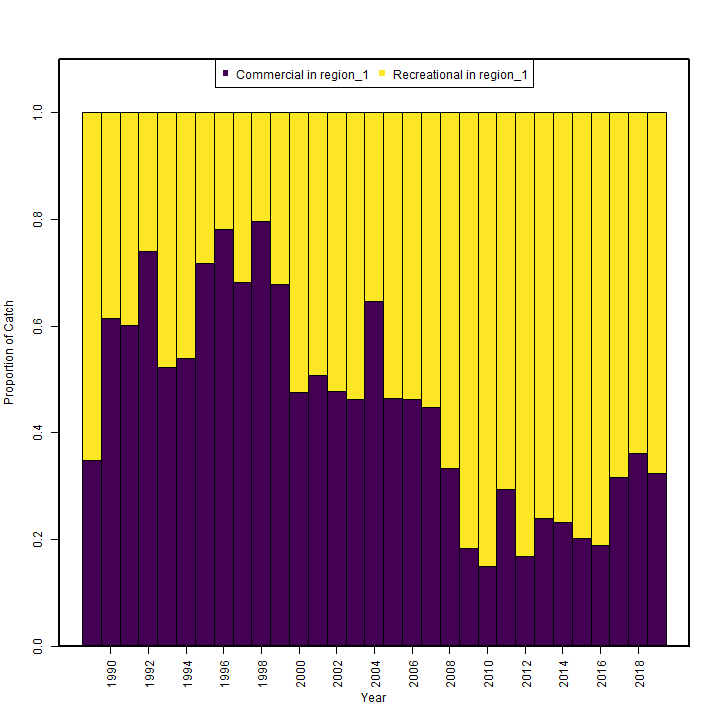 Commercial in region_1 Recreational in region_1
Proportion of Catch
1.0
0.8
0.6
0.4
0.2
0.0
1990 1992 1994 1996 1998 2000 2002 2004 2006 2008 2010 2012 2014 2016 2018
Year